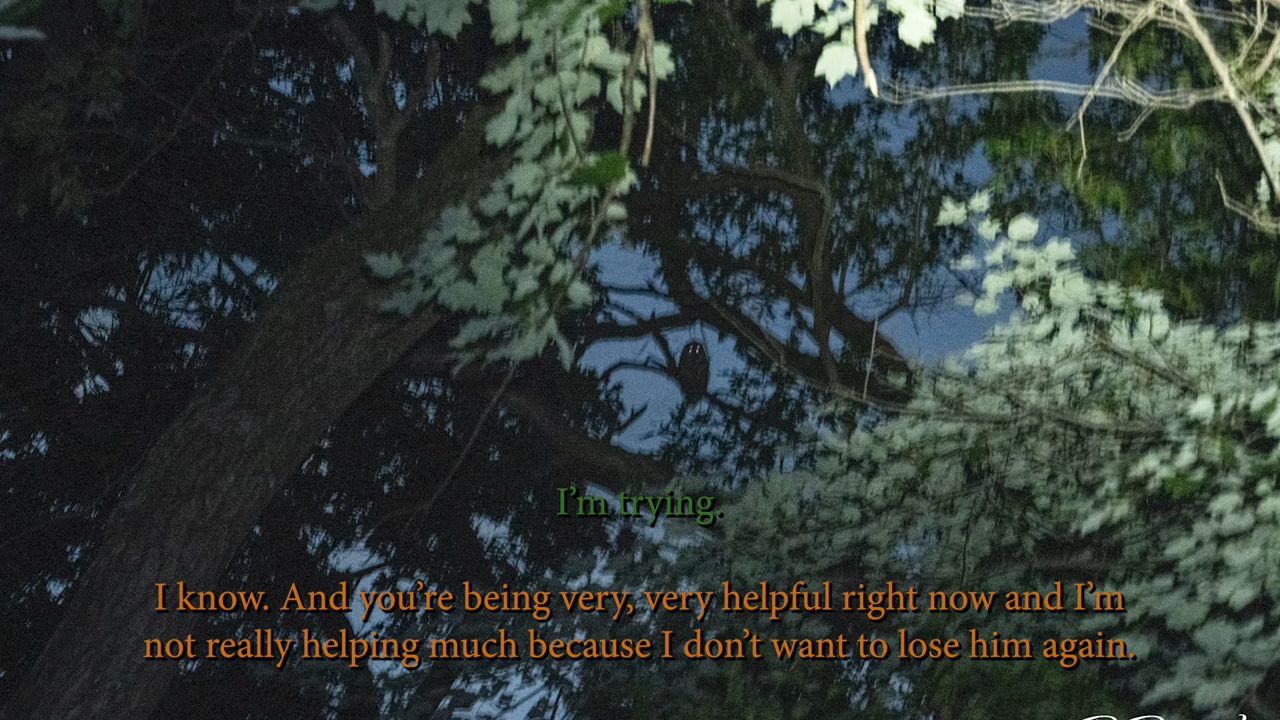 I'm trying.
I know. And you're being very, very helpful right now and I'm
not really helping much because I don't want to lose him again.